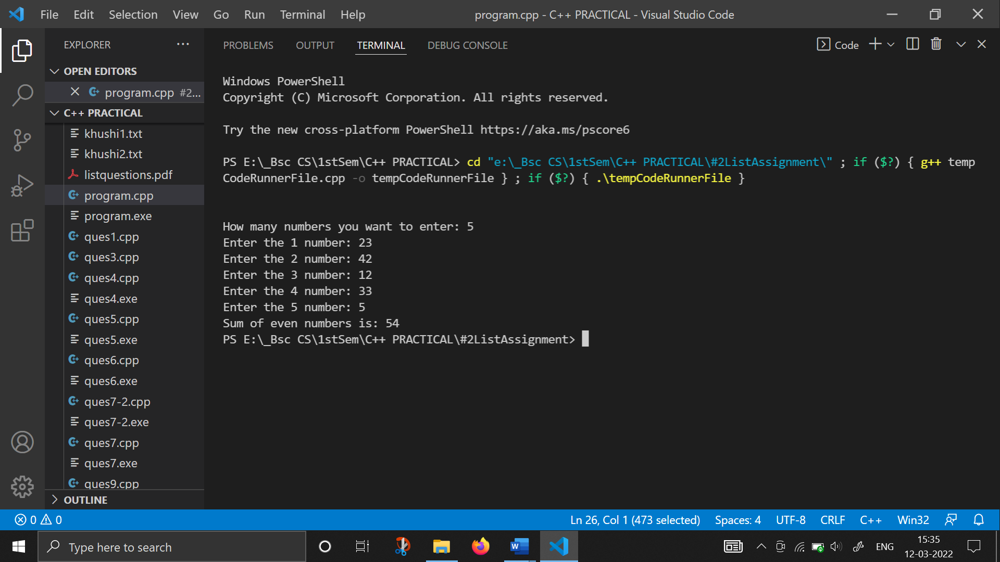 File Edit Selection View Go Run Terminal Help program.cpp - C++ PRACTICAL - Visual Studio Code
EXPLORER
PROBLEMS OUTPUT TERMINAL DEBUG CONSOLE Code
OPEN EDITORS
program.cpp #2...
C++ PRACTICAL
khushi1.txt
khushi2.txt
listquestions.pdf
program.cpp
program.exe
ques1.cpp
ques3.cpp
ques4.cpp
ques4.exe
ques5.cpp
ques5.exe
ques6.cpp
ques6.exe
ques7-2.cpp
ques7-2.exe
ques7.cpp
ques7.exe
ques9.cpp
OUTLINE
Windows PowerShell
Copyright (C) Microsoft Corporation. All rights reserved.
Try the new cross-platform PowerShell https://aka.ms/pscore6
PS E:\_Bsc CS\1stSem\C++ PRACTICAL> cd "e:\_Bsc CS\1stSem\C++ PRACTICAL\#2ListAssignment\" ; if ($?) { g++ temp
CodeRunnerFile.cpp -o tempCodeRunnerFile } ; if ($?) { .\tempCodeRunnerFile }
How many numbers you want to enter: 5
Enter the 1 number: 23
Enter the 2 number: 42
Enter the 3 number: 12
Enter the 4 number: 33
Enter the 5 number: 5
Sum of even numbers is: 54
PS E:\_Bsc CS\1stSem\C++ PRACTICAL\#2ListAssignment>
0 0 Ln 26, Col 1 (473 selected) Spaces: 4 UTF-8 CRLF C++ Win32
Type here to search
ENG
15:35
12-03-2022